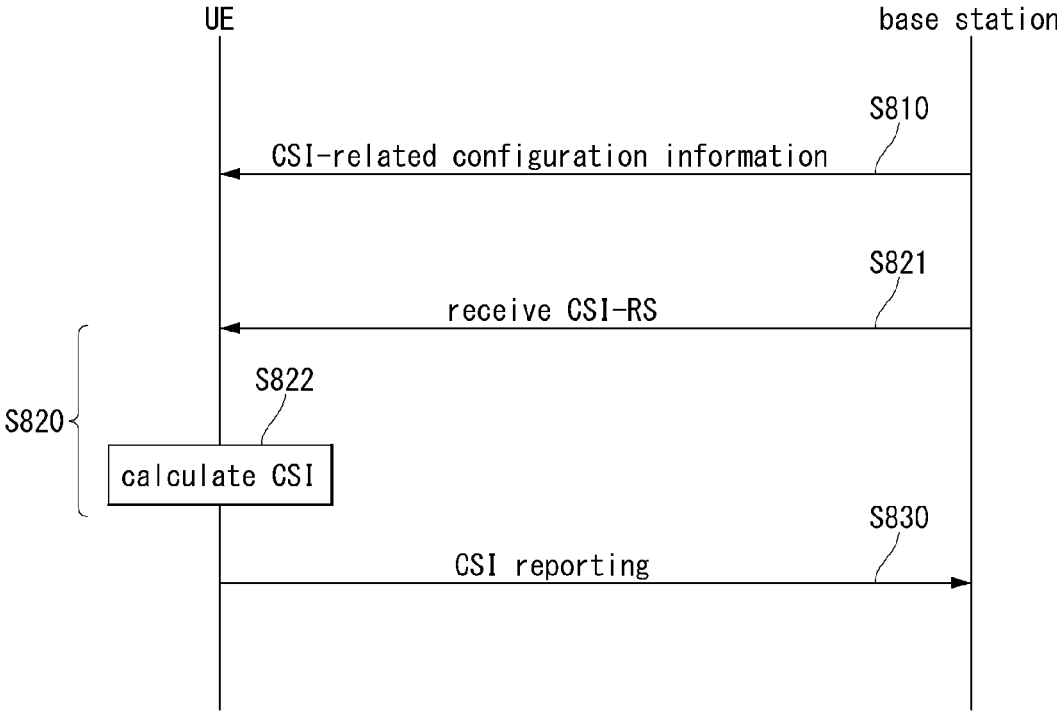 UE
base station
S810
CSI-related configuration information
S821
receive CSI-RS
S822
S820
calculate CSI
S830
CSI reporting